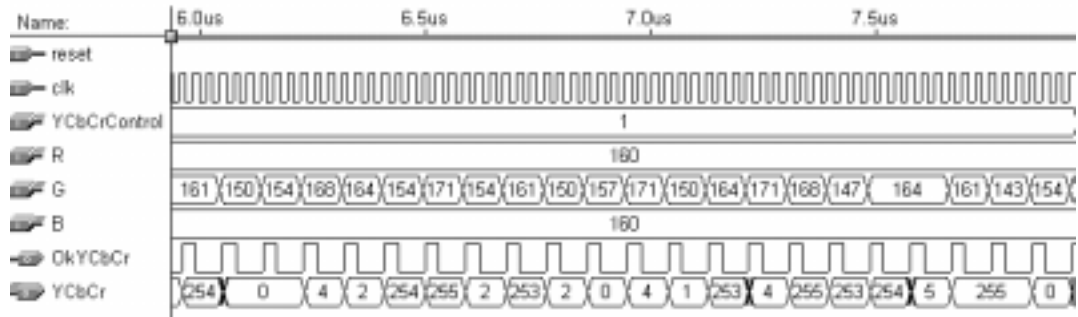 Name: 6.0us 6.5us 7.0us 7.5us
reset
clk
YCbCrControl 1
R 160
G 161 150 154 168 164 154 171 154 161 150 157 171 150 164 171 168 147 164 161 143 154
B 160
OkYCbCr
YCbCr 254 0 4 2 254 255 2 253 2 0 4 1 253 4 255 253 254 5 255 0